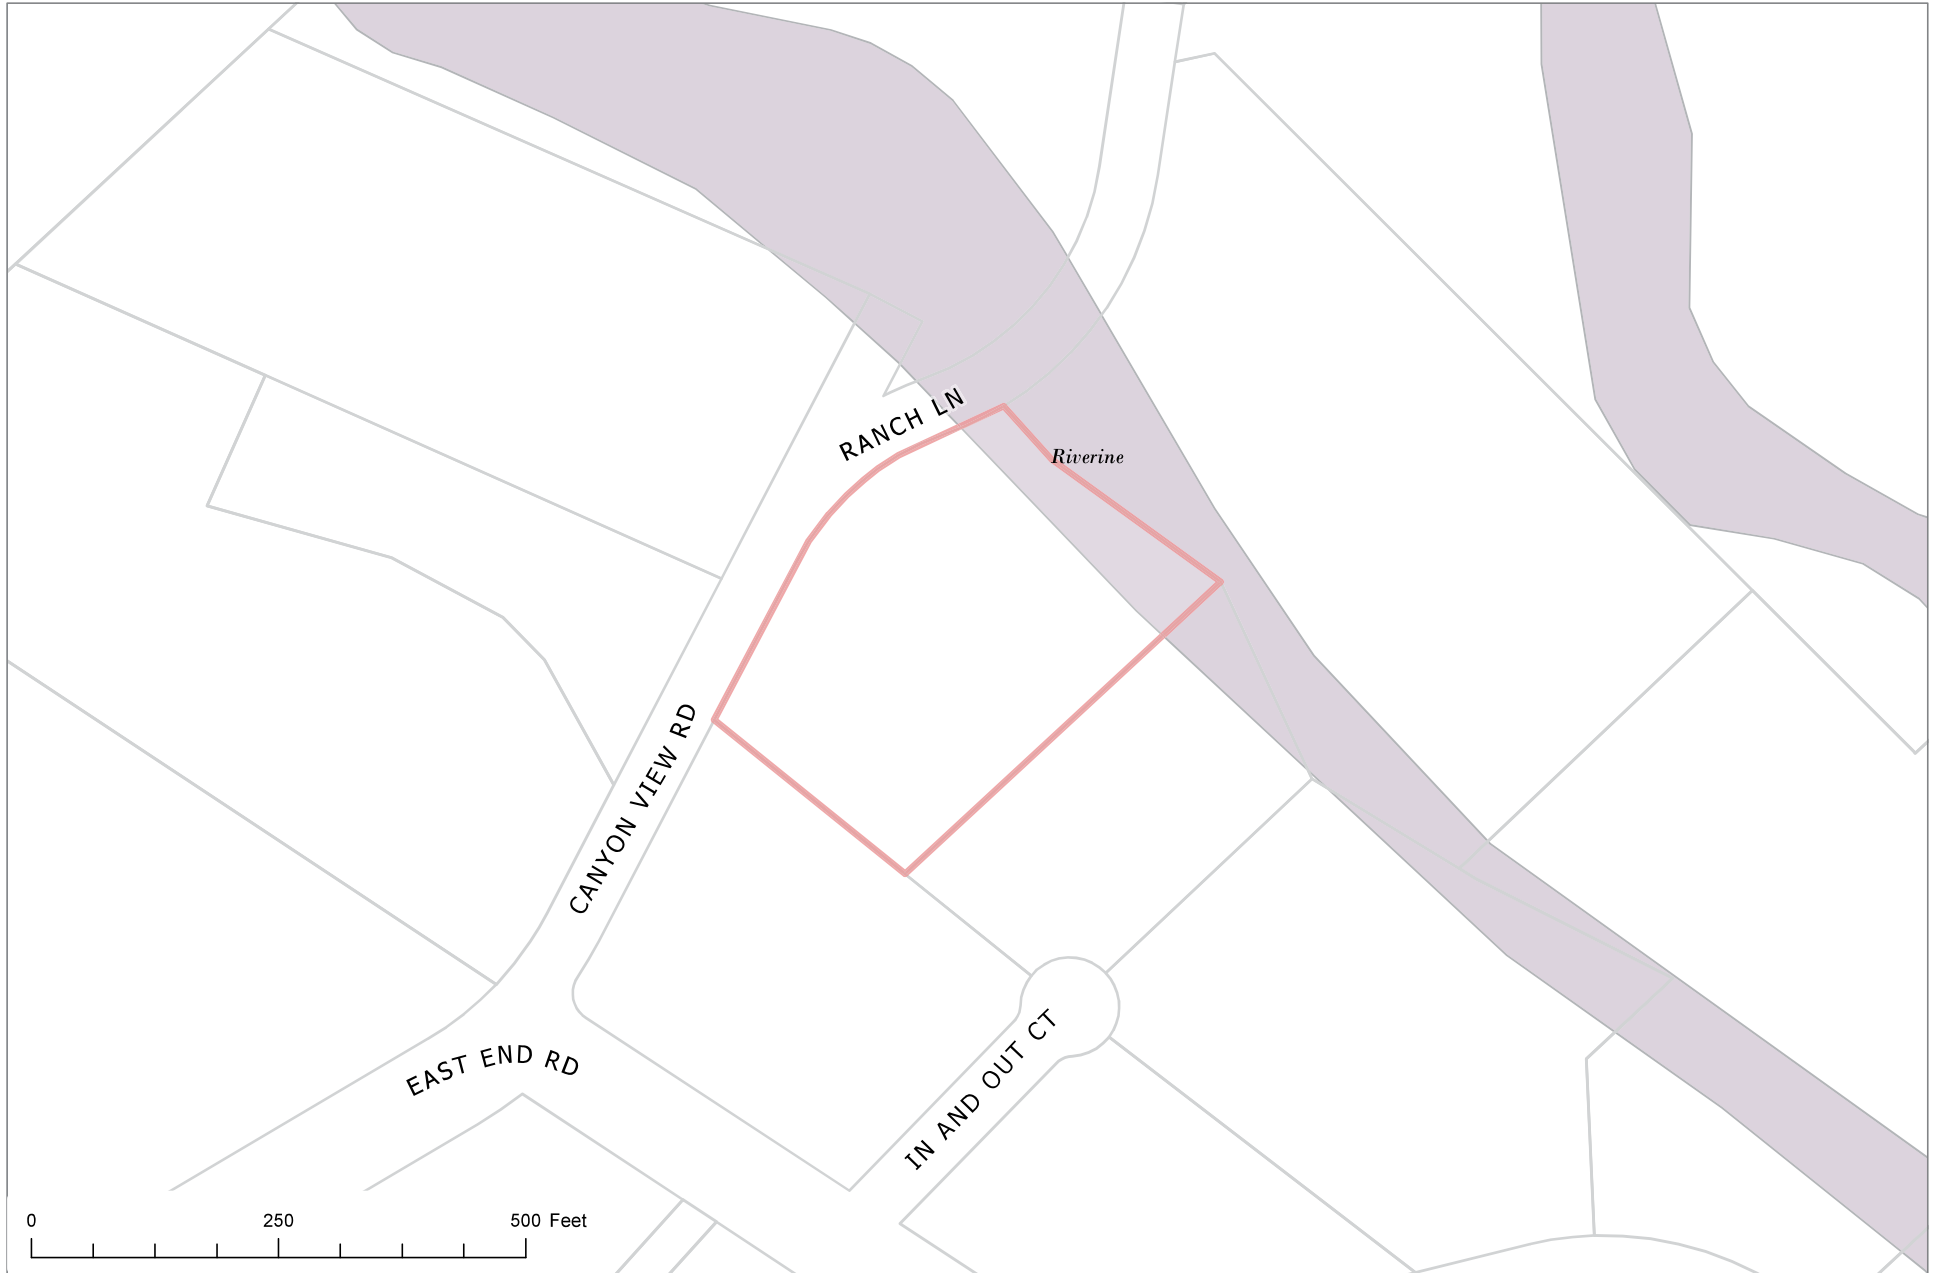 RANCH LN
Riverine
CANYON VIEW RD
EAST END RD
IN AND OUT CT
0 250 500 Feet